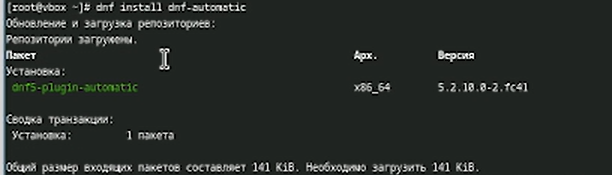 [root@vbox ~]# dnf install dnf-automatic
Обновление и загрузка репозиториев:
Репозитории загружены.
Пакет Арх. Версия
Установка:
dnf5-plugin-automatic x86_64 5.2.10.0-2.fc41
Сводка транзакции:
Установка: 1 пакета
Общий размер входящих пакетов составляет 141 KiB. Необходимо загрузить 141 KiB.